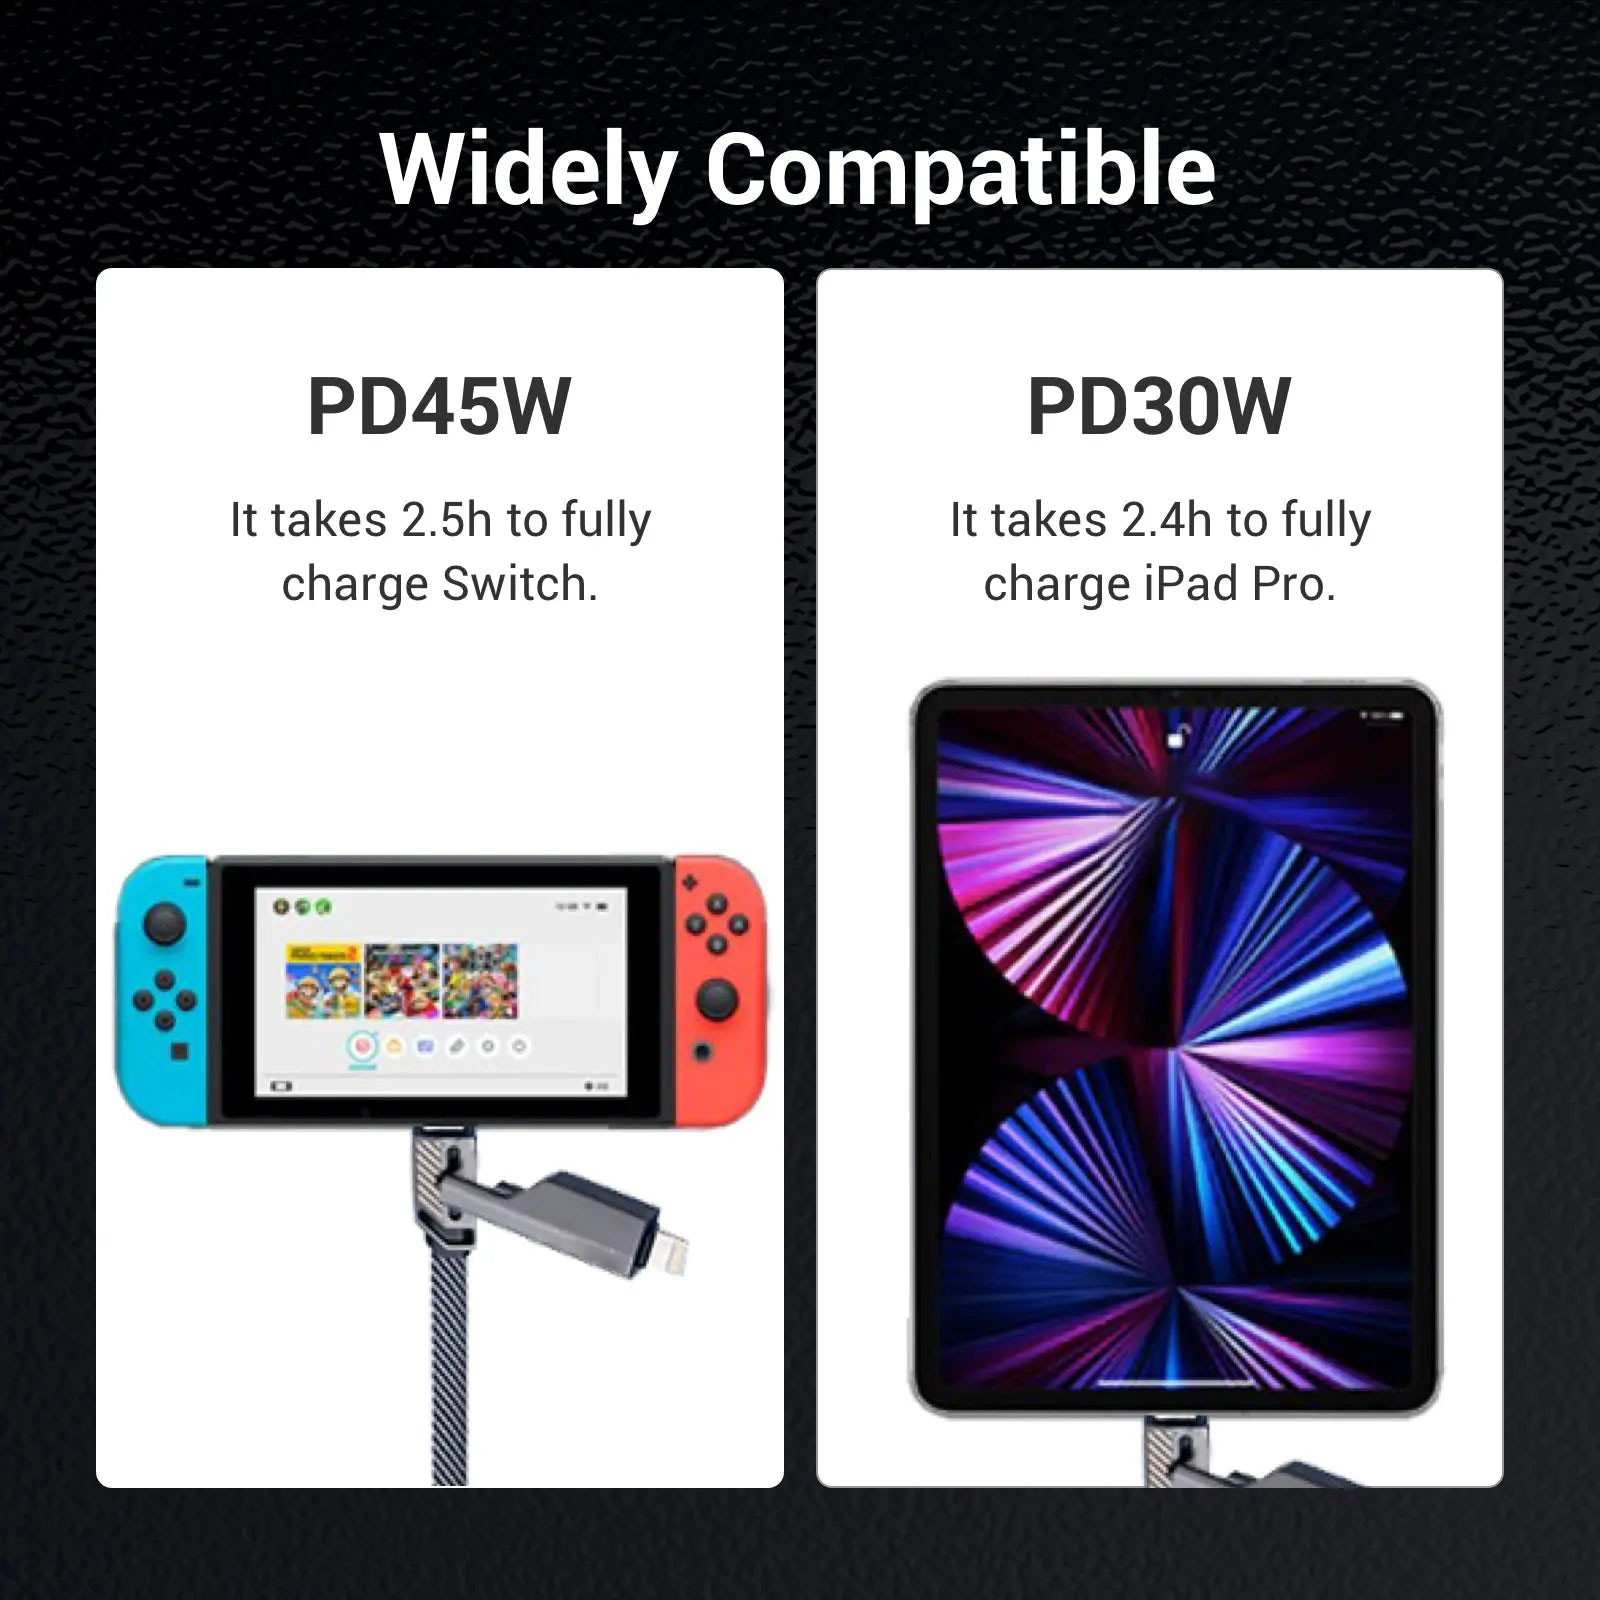 Widely Compatible
PD45W
It takes 2.5h to fully
charge Switch.
PD30W
It takes 2.4h to fully
charge iPad Pro.